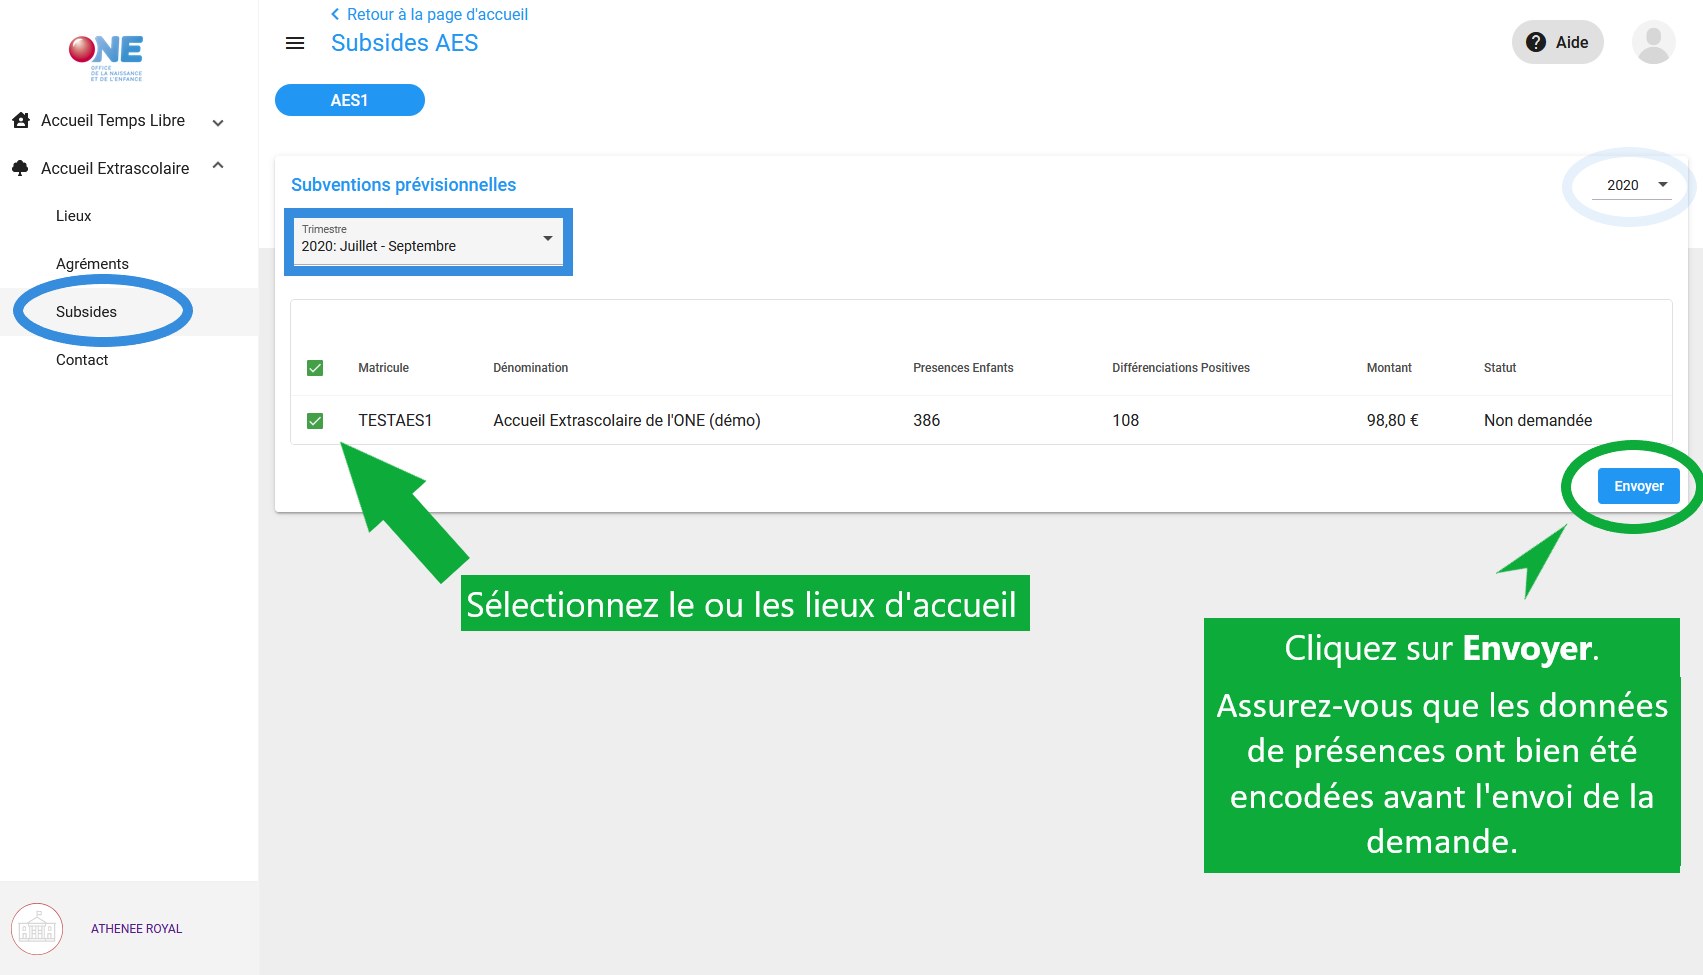 Retour à la page d'accueil
Subsides AES
Aide
ONE
OFFICE
DE LA NAISSANCE
ET DE L'ENFANCE
Accueil Temps Libre
Accueil Extrascolaire
Lieux
Agréments
Subsides
Contact
ATHENEE ROYAL
AES1
Subventions prévisionnelles
2020
Trimestre
2020: Juillet - Septembre
Matricule Dénomination Presences Enfants Différenciations Positives Montant Statut
TESTAES1 Accueil Extrascolaire de l'ONE (démo) 386 108 98,80 € Non demandée
Envoyer
Sélectionnez le ou les lieux d'accueil
Cliquez sur Envoyer.
Assurez-vous que les données
de présences ont bien été
encodées avant l'envoi de la
demande.